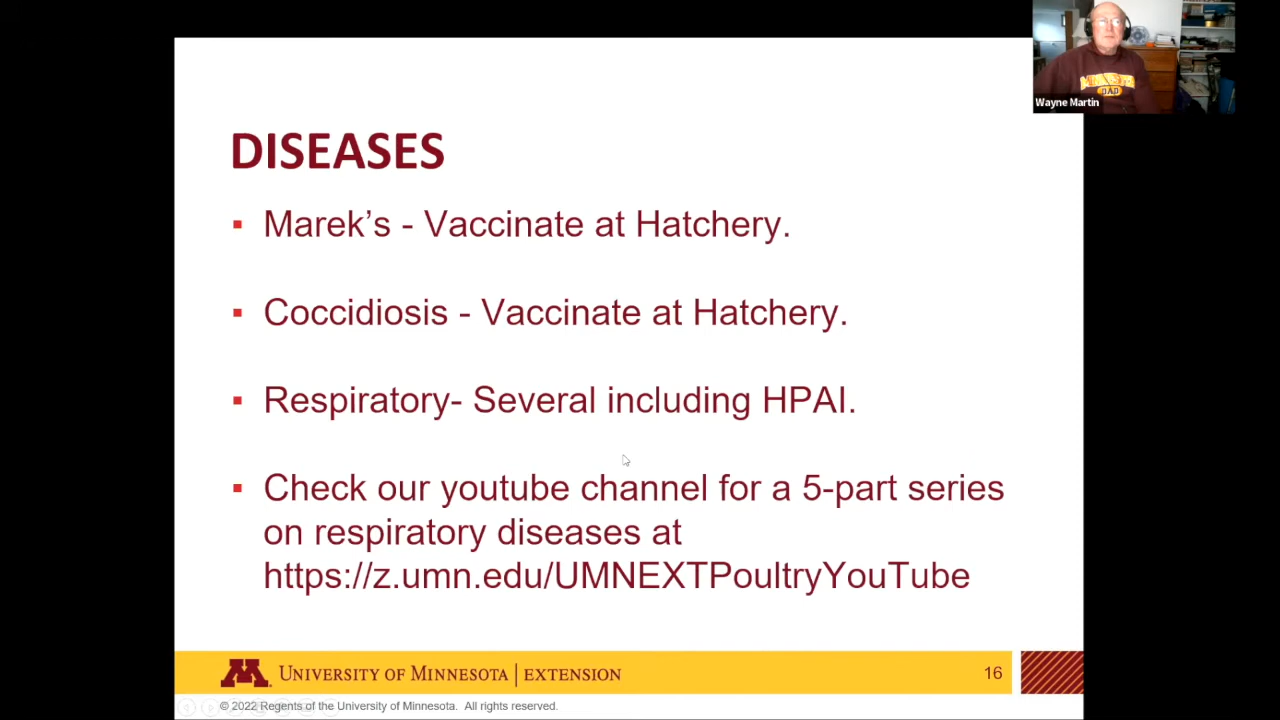 Wayne Martin
MINNESOTA
DAD
DISEASES
▪ Marek's - Vaccinate at Hatchery.
▪ Coccidiosis - Vaccinate at Hatchery.
▪ Respiratory- Several including HPAI.
▪ Check our youtube channel for a 5-part series
on respiratory diseases at
https://z.umn.edu/UMNEXTPoultryYouTube
M UNIVERSITY OF MINNESOTA | EXTENSION
16
© 2022 Regents of the University of Minnesota. All rights reserved.